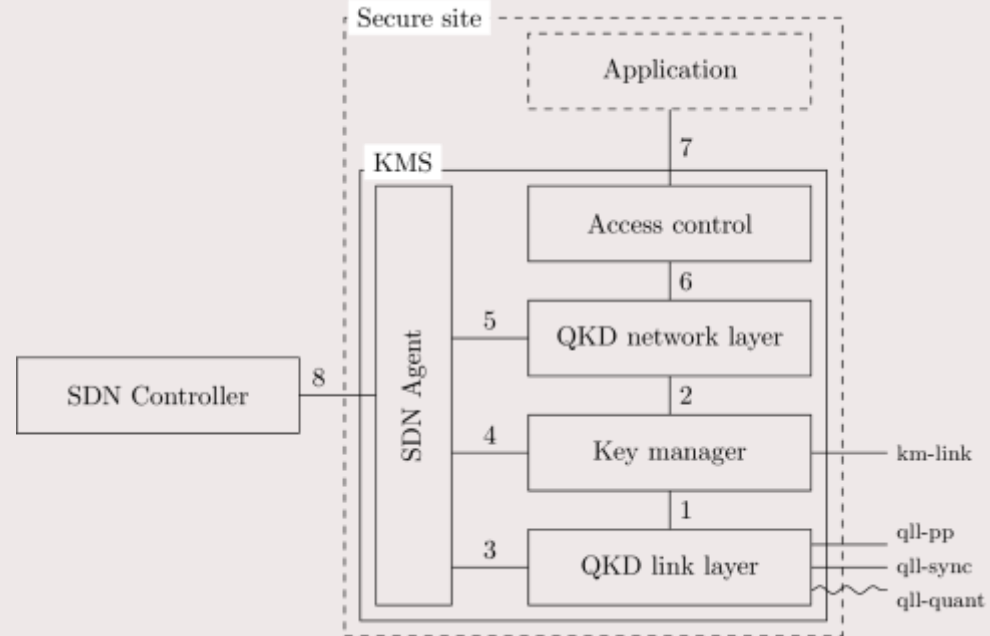 Secure site
Application
7
KMS
Access control
6
5
QKD network layer
8
SDN Controller
SDN Agent
2
4
Key manager
km-link
1
3
QKD link layer
qll-pp
qll-sync
qll-quant